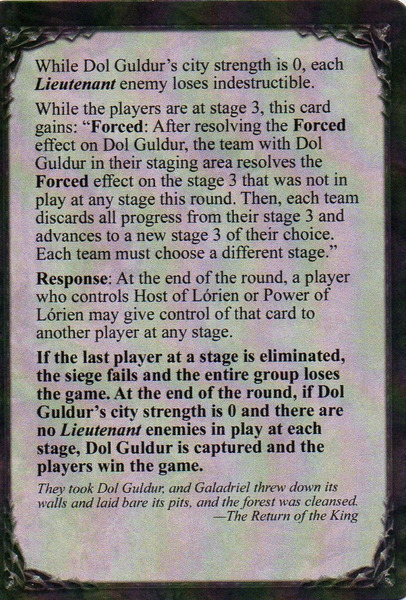 While Dol Guldur's city strength is 0, each
Lieutenant enemy loses indestructible.
While the players are at stage 3, this card
gains: “Forced: After resolving the Forced
effect on Dol Guldur, the team with Dol
Guldur in their staging area resolves the
Forced effect on the stage 3 that was not in
play at any stage this round. Then, each team
discards all progress from their stage 3 and
advances to a new stage 3 of their choice.
Each team must choose a different stage.”
Response: At the end of the round, a player
who controls Host of Lórien or Power of
Lórien may give control of that card to
another player at any stage.
If the last player at a stage is eliminated,
the siege fails and the entire group loses
the game. At the end of the round, if Dol
Guldur's city strength is 0 and there are
no Lieutenant enemies in play at each
stage, Dol Guldur is captured and the
players win the game.
They took Dol Guldur, and Galadriel threw down its
walls and laid bare its pits, and the forest was cleansed.
—The Return of the King